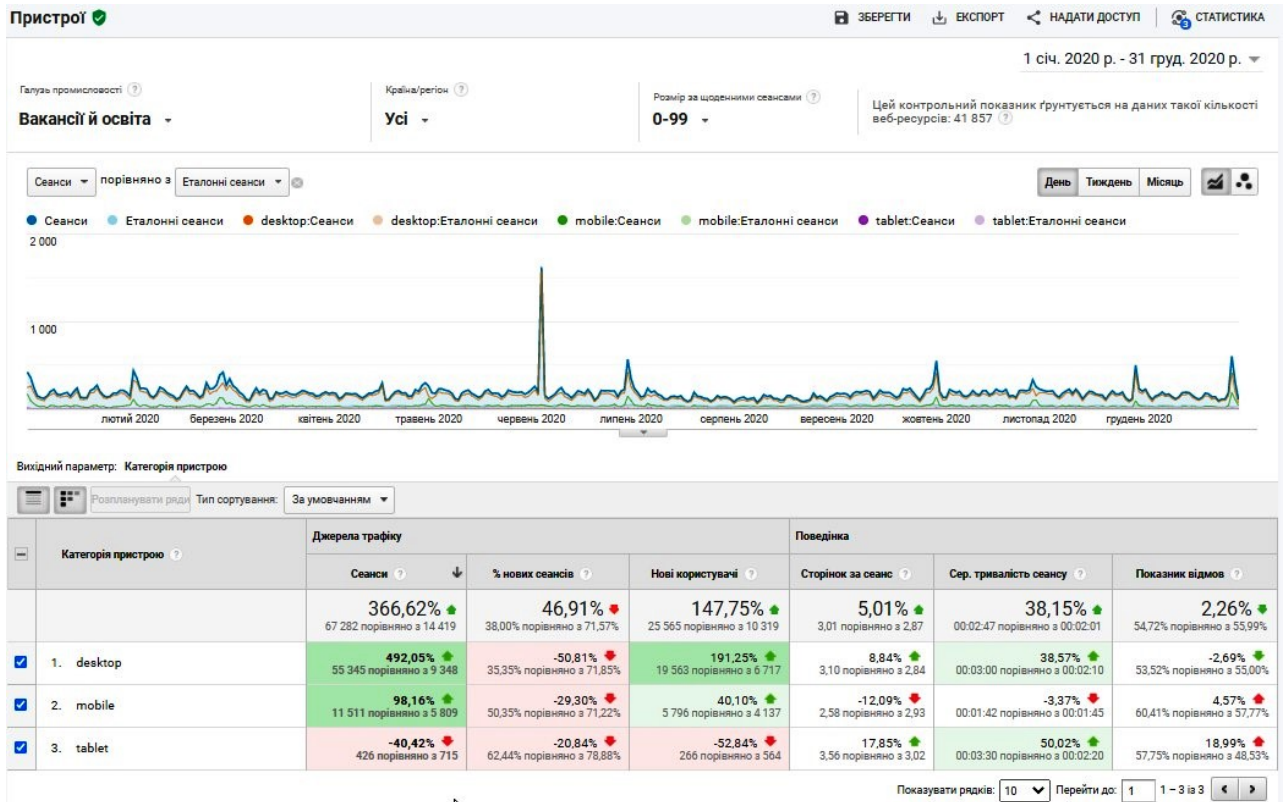 Пристрої
ЗБЕРЕГТИ ЕКСПОРТ НАДАТИ ДОСТУП 3 СТАТИСТИКА
1 січ. 2020 р. - 31 груд. 2020 р.
Галузь промисловості ? Країна/регіон ? Розмір за щоденними сеансами ?
Вакансії й освіта Усі 0-99
Цей контрольний показник ґрунтується на даних такої кількості
веб-ресурсів: 41 857 ?
Сеанси порівняно з Еталонні сеанси День Тиждень Місяць
Сеанси Еталонні сеанси desktop:Сеанси desktop:Еталонні сеанси mobile:Сеанси mobile:Еталонні сеанси tablet:Сеанси tablet:Еталонні сеанси
2 000
1 000
лютий 2020 березень 2020 квітень 2020 травень 2020 червень 2020 липень 2020 серпень 2020 вересень 2020 жовтень 2020 листопад 2020 грудень 2020
Вихідний параметр: Категорія пристрою
Розпланувати ряди Тип сортування: За умовчанням
Категорія пристрою ? Джерела трафіку Поведінка
Сеанси ? % нових сеансів ? Нові користувачі ? Сторінок за сеанс ? Сер. тривалість сеансу ? Показник відмов ?
366,62% 46,91% 147,75% 5,01% 38,15% 2,26%
67 282 порівняно з 14 419 38,00% порівняно з 71,57% 25 565 порівняно з 10 319 3,01 порівняно з 2,87 00:02:47 порівняно з 00:02:01 54,72% порівняно з 55,99%
1. desktop 492,05% -50,81% 191,25% 8,84% 38,57% -2,69%
55 345 порівняно з 9 348 35,35% порівняно з 71,85% 19 563 порівняно з 6 717 3,10 порівняно з 2,84 00:03:00 порівняно з 00:02:10 53,52% порівняно з 55,00%
2. mobile 98,16% -29,30% 40,10% -12,09% -3,37% 4,57%
11 511 порівняно з 5 809 50,35% порівняно з 71,22% 5 796 порівняно з 4 137 2,58 порівняно з 2,93 00:01:42 порівняно з 00:01:45 60,41% порівняно з 57,77%
3. tablet -40,42% -20,84% -52,84% 17,85% 50,02% 18,99%
426 порівняно з 715 62,44% порівняно з 78,88% 266 порівняно з 564 3,56 порівняно з 3,02 00:03:30 порівняно з 00:02:20 57,75% порівняно з 48,53%
Показувати рядків: 10 Перейти до: 1 1 – 3 із 3